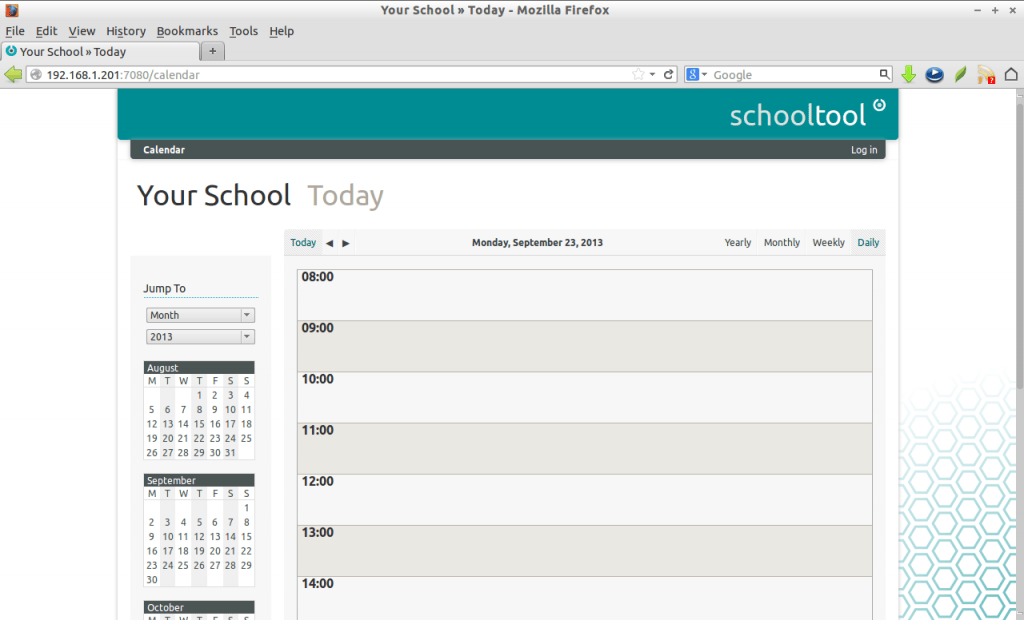 Your School » Today - Mozilla Firefox
File Edit View History Bookmarks Tools Help
Your School » Today
192.168.1.201:7080/calendar
Google
schooltool
Calendar
Log in
Your School Today
Today
Monday, September 23, 2013
Yearly Monthly Weekly Daily
Jump To
Month
2013
August
M T W T F S S
1 2 3 4
5 6 7 8 9 10 11
12 13 14 15 16 17 18
19 20 21 22 23 24 25
26 27 28 29 30 31
September
M T W T F S S
1
2 3 4 5 6 7 8
9 10 11 12 13 14 15
16 17 18 19 20 21 22
23 24 25 26 27 28 29
30
October
M T W T F S S
08:00
09:00
10:00
11:00
12:00
13:00
14:00